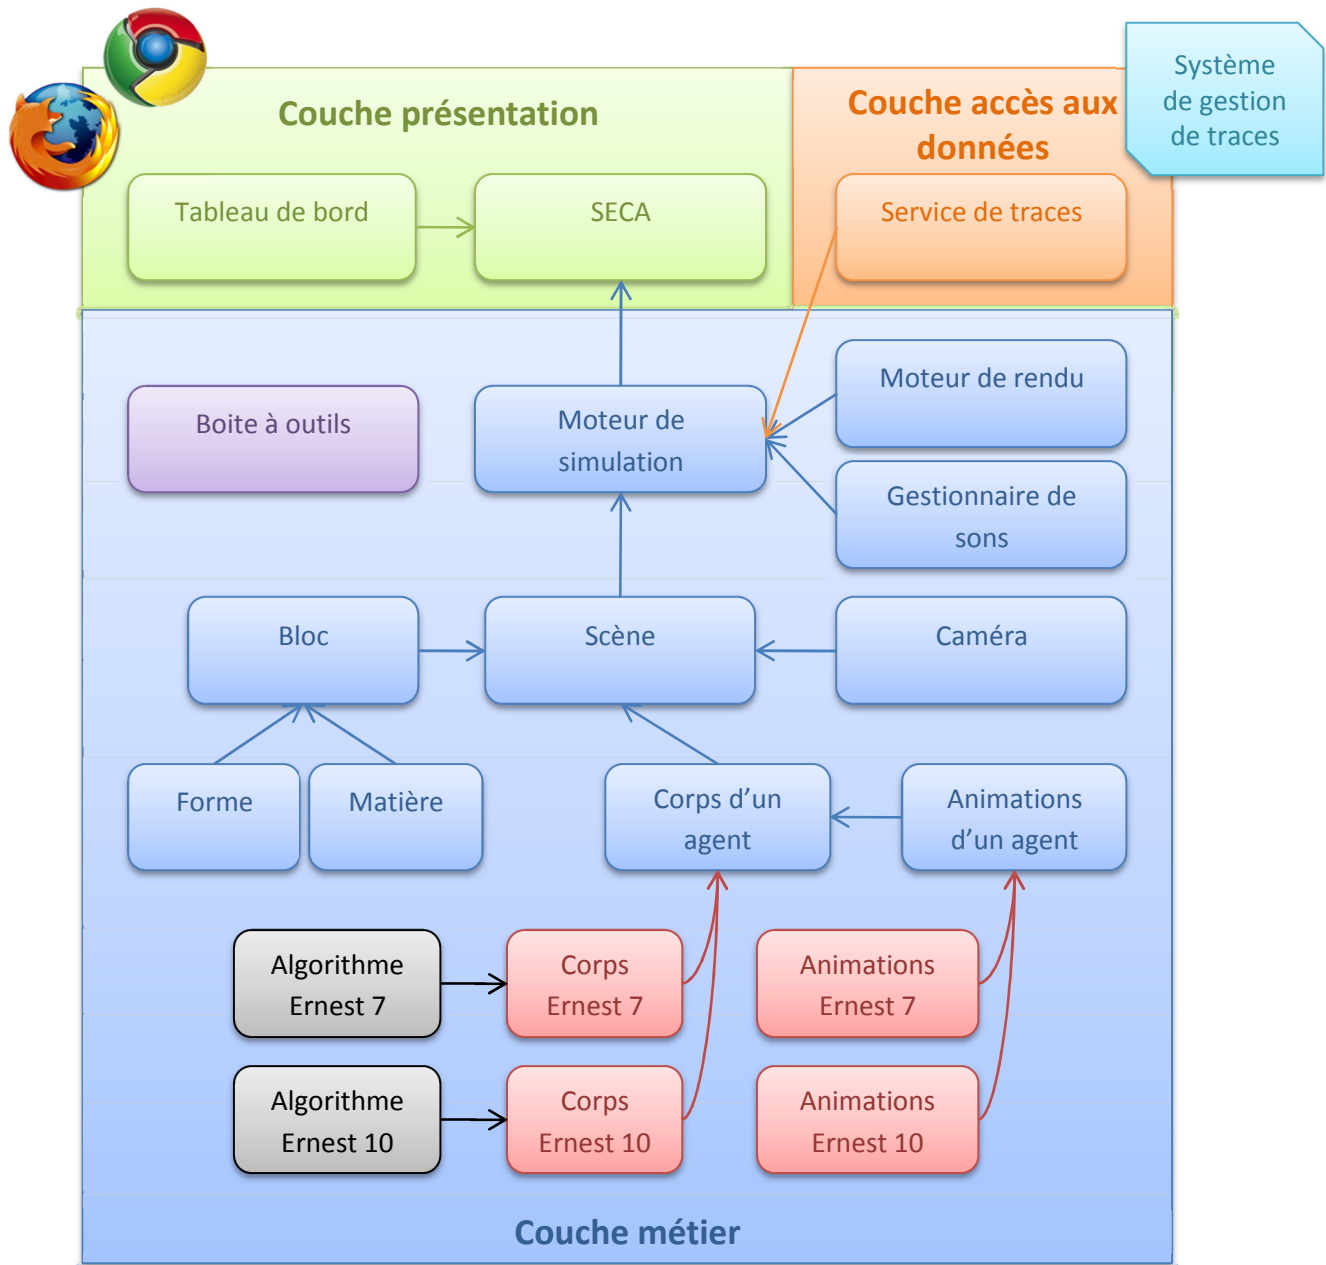 Couche présentation
Couche accès aux
données
Système
de gestion
de traces
Tableau de bord
SECA
Service de traces
Boite à outils
Moteur de
simulation
Moteur de rendu
Gestionnaire de
sons
Bloc
Scène
Caméra
Forme
Matière
Corps d’un
agent
Animations
d’un agent
Algorithme
Ernest 7
Corps
Ernest 7
Animations
Ernest 7
Algorithme
Ernest 10
Corps
Ernest 10
Animations
Ernest 10
Couche métier